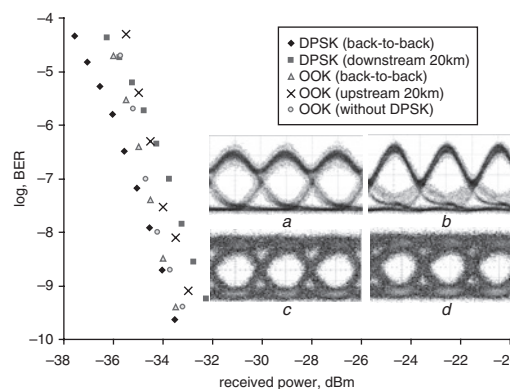 DPSK (back-to-back)
DPSK (downstream 20km)
OOK (back-to-back)
OOK (upstream 20km)
OOK (without DPSK)
log, BER
–4
–5
–6
–7
–8
–9
–10
a
b
c
d
–38
–36
–34
–32
–30
–28
–26
–24
–22
received power, dBm